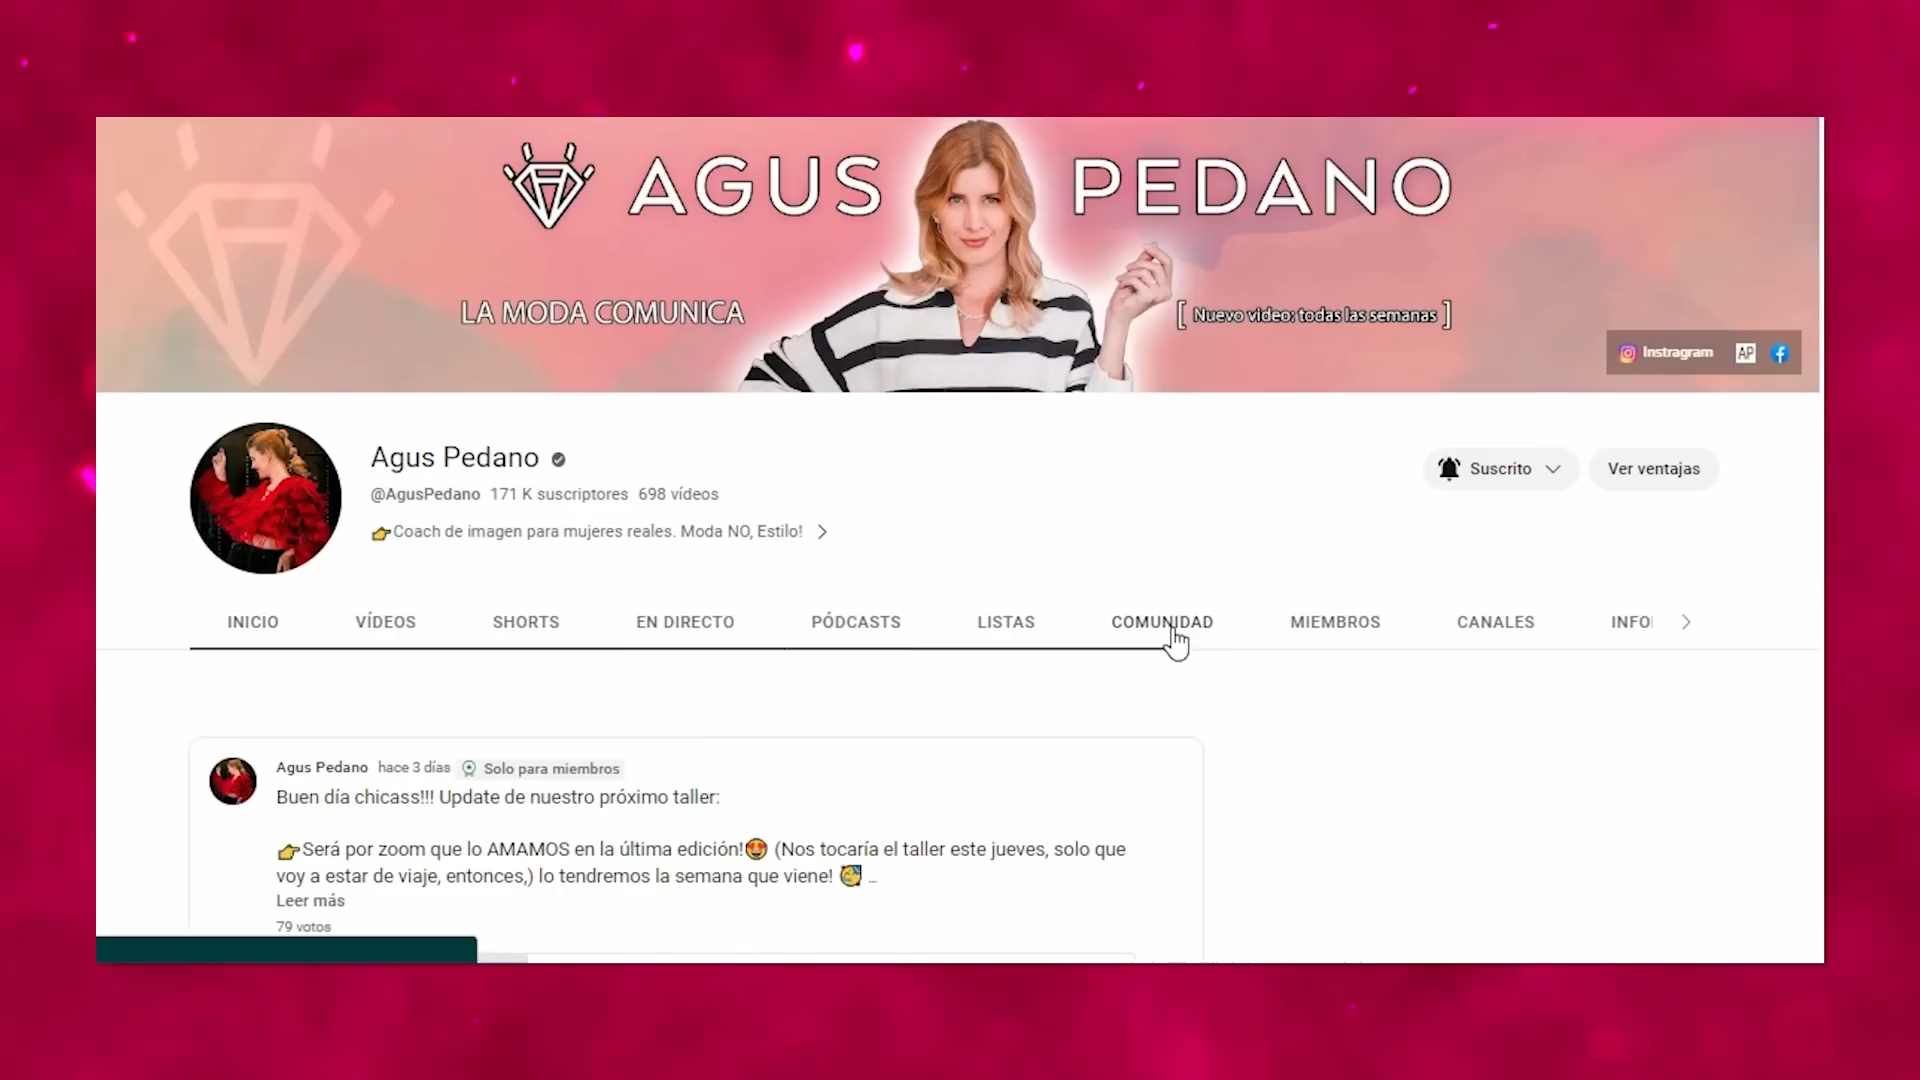 AGUS PEDANO
LA MODA COMUNICA
[ Nuevo video: todas las semanas ]
Instragram
AP
Agus Pedano
@AgusPedano 171 K suscriptores 698 vídeos
👉Coach de imagen para mujeres reales. Moda NO, Estilo!
Suscrito
Ver ventajas
INICIO VÍDEOS SHORTS EN DIRECTO PÓDCASTS LISTAS COMUNIDAD MIEMBROS CANALES INFO
Agus Pedano hace 3 días Solo para miembros
Buen día chicass!!! Update de nuestro próximo taller:
👉Será por zoom que lo AMAMOS en la última edición!😍 (Nos tocaría el taller este jueves, solo que
voy a estar de viaje, entonces,) lo tendremos la semana que viene! 🥳 ...
Leer más
79 votos